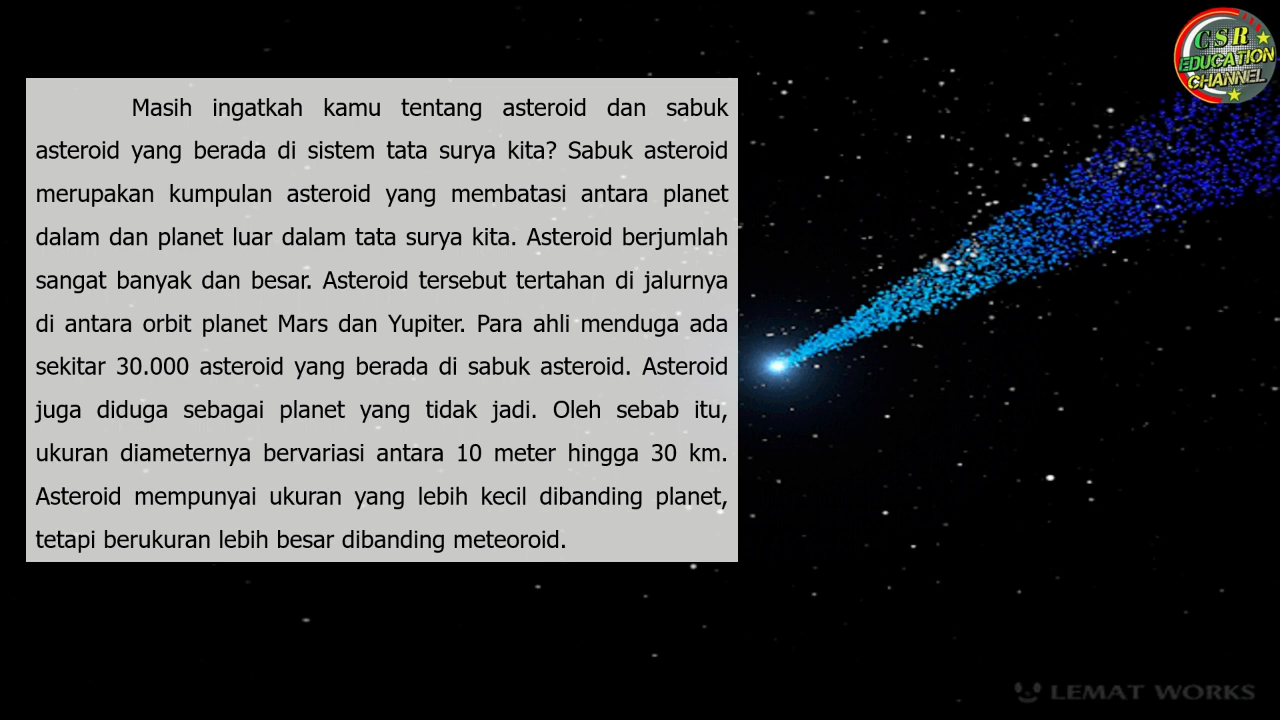 CSR
EDUCATION
CHANNEL
Masih ingatkah kamu tentang asteroid dan sabuk
asteroid yang berada di sistem tata surya kita? Sabuk asteroid
merupakan kumpulan asteroid yang membatasi antara planet
dalam dan planet luar dalam tata surya kita. Asteroid berjumlah
sangat banyak dan besar. Asteroid tersebut tertahan di jalurnya
di antara orbit planet Mars dan Yupiter. Para ahli menduga ada
sekitar 30.000 asteroid yang berada di sabuk asteroid. Asteroid
juga diduga sebagai planet yang tidak jadi. Oleh sebab itu,
ukuran diameternya bervariasi antara 10 meter hingga 30 km.
Asteroid mempunyai ukuran yang lebih kecil dibanding planet,
tetapi berukuran lebih besar dibanding meteoroid.
LEMAT WORKS